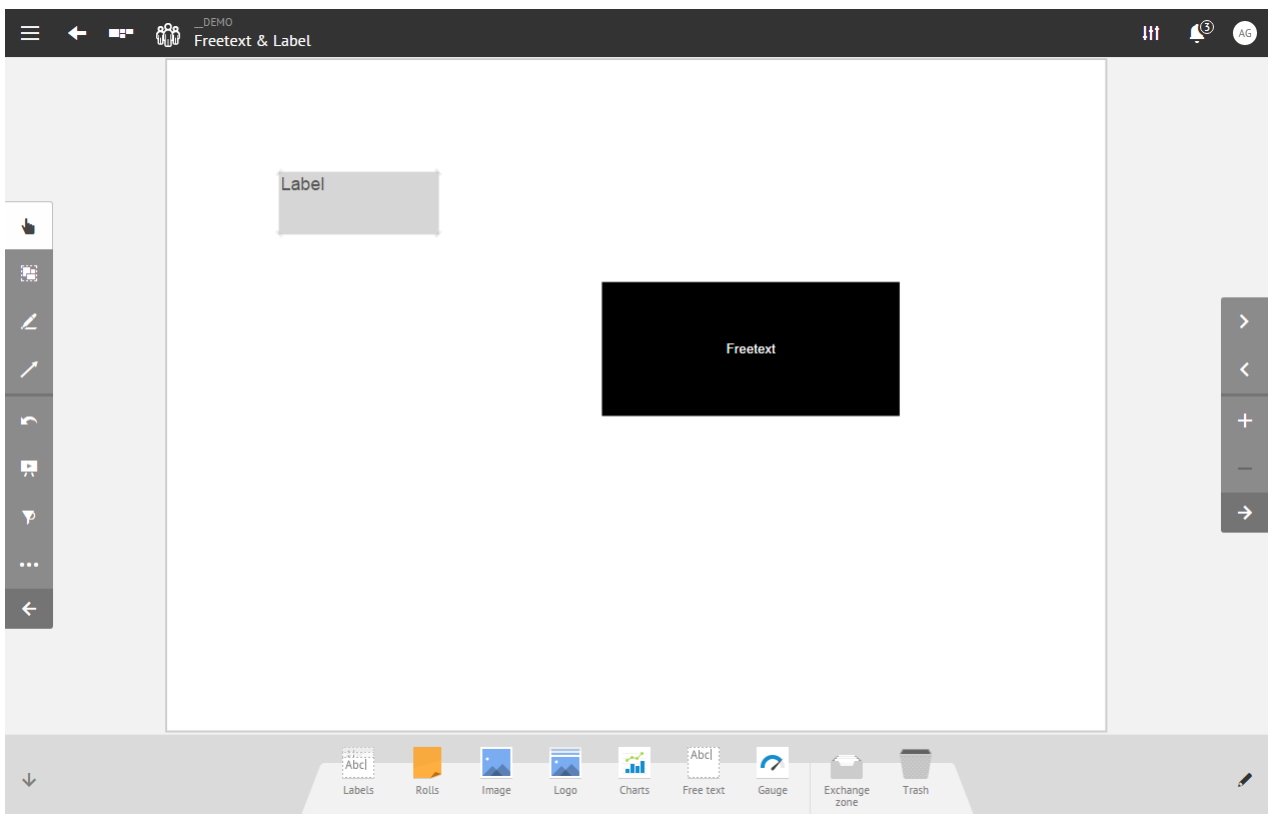 __DEMO
Freetext & Label
3
AG
Label
Freetext
Abc
Abc
Labels
Rolls
Image
Logo
Charts
Free text
Gauge
Exchange
zone
Trash